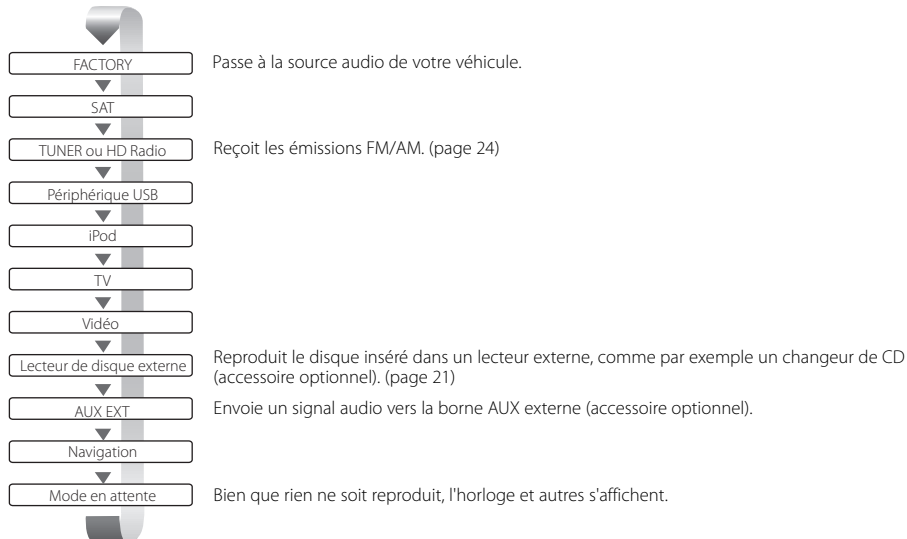 FACTORY Passe à la source audio de votre véhicule.
SAT
TUNER ou HD Radio Reçoit les émissions FM/AM. (page 24)
Périphérique USB
iPod
TV
Vidéo
Lecteur de disque externe Reproduit le disque inséré dans un lecteur externe, comme par exemple un changeur de CD
(accessoire optionnel). (page 21)
AUX EXT Envoie un signal audio vers la borne AUX externe (accessoire optionnel).
Navigation
Mode en attente Bien que rien ne soit reproduit, l'horloge et autres s'affichent.